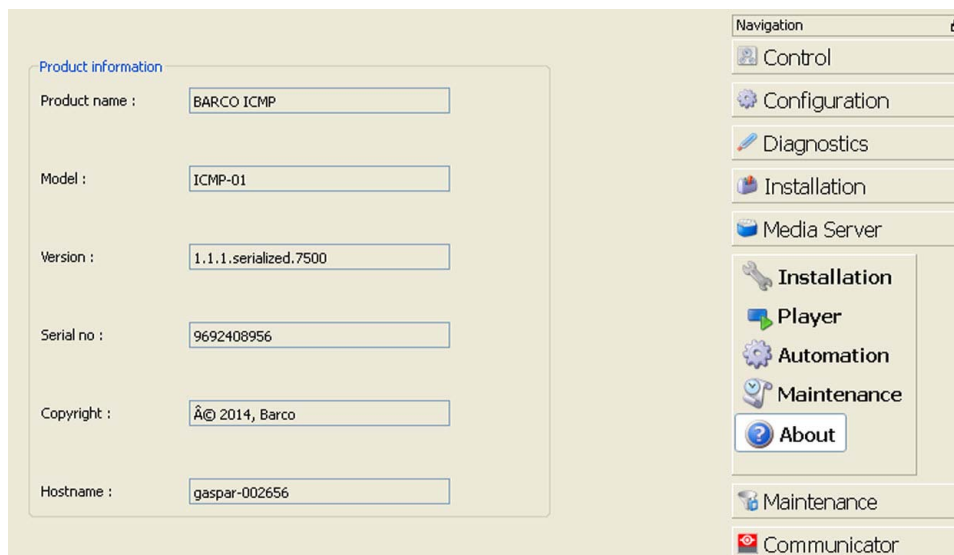 Product information
Product name : BARCO ICMP
Model : ICMP-01
Version : 1.1.1.serialized.7500
Serial no : 9692408956
Copyright : Â© 2014, Barco
Hostname : gaspar-002656
Navigation
Control
Configuration
Diagnostics
Installation
Media Server
Installation
Player
Automation
Maintenance
About
Maintenance
Communicator